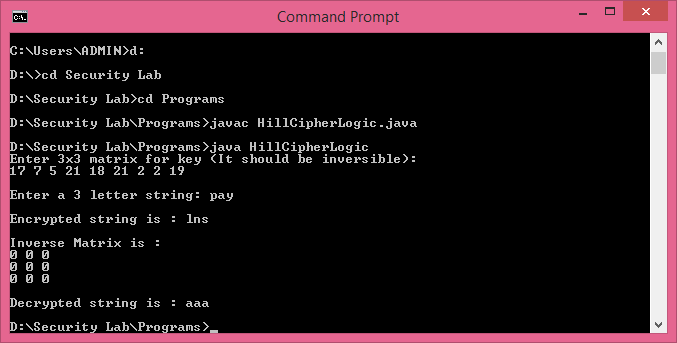 Command Prompt
C:\Users\ADMIN>d:
D:\>cd Security Lab
D:\Security Lab>cd Programs
D:\Security Lab\Programs>javac HillCipherLogic.java
D:\Security Lab\Programs>java HillCipherLogic
Enter 3x3 matrix for key (It should be inversible):
17 7 5 21 18 21 2 2 19
Enter a 3 letter string: pay
Encrypted string is : lns
Inverse Matrix is :
0 0 0
0 0 0
0 0 0
Decrypted string is : aaa
D:\Security Lab\Programs>_